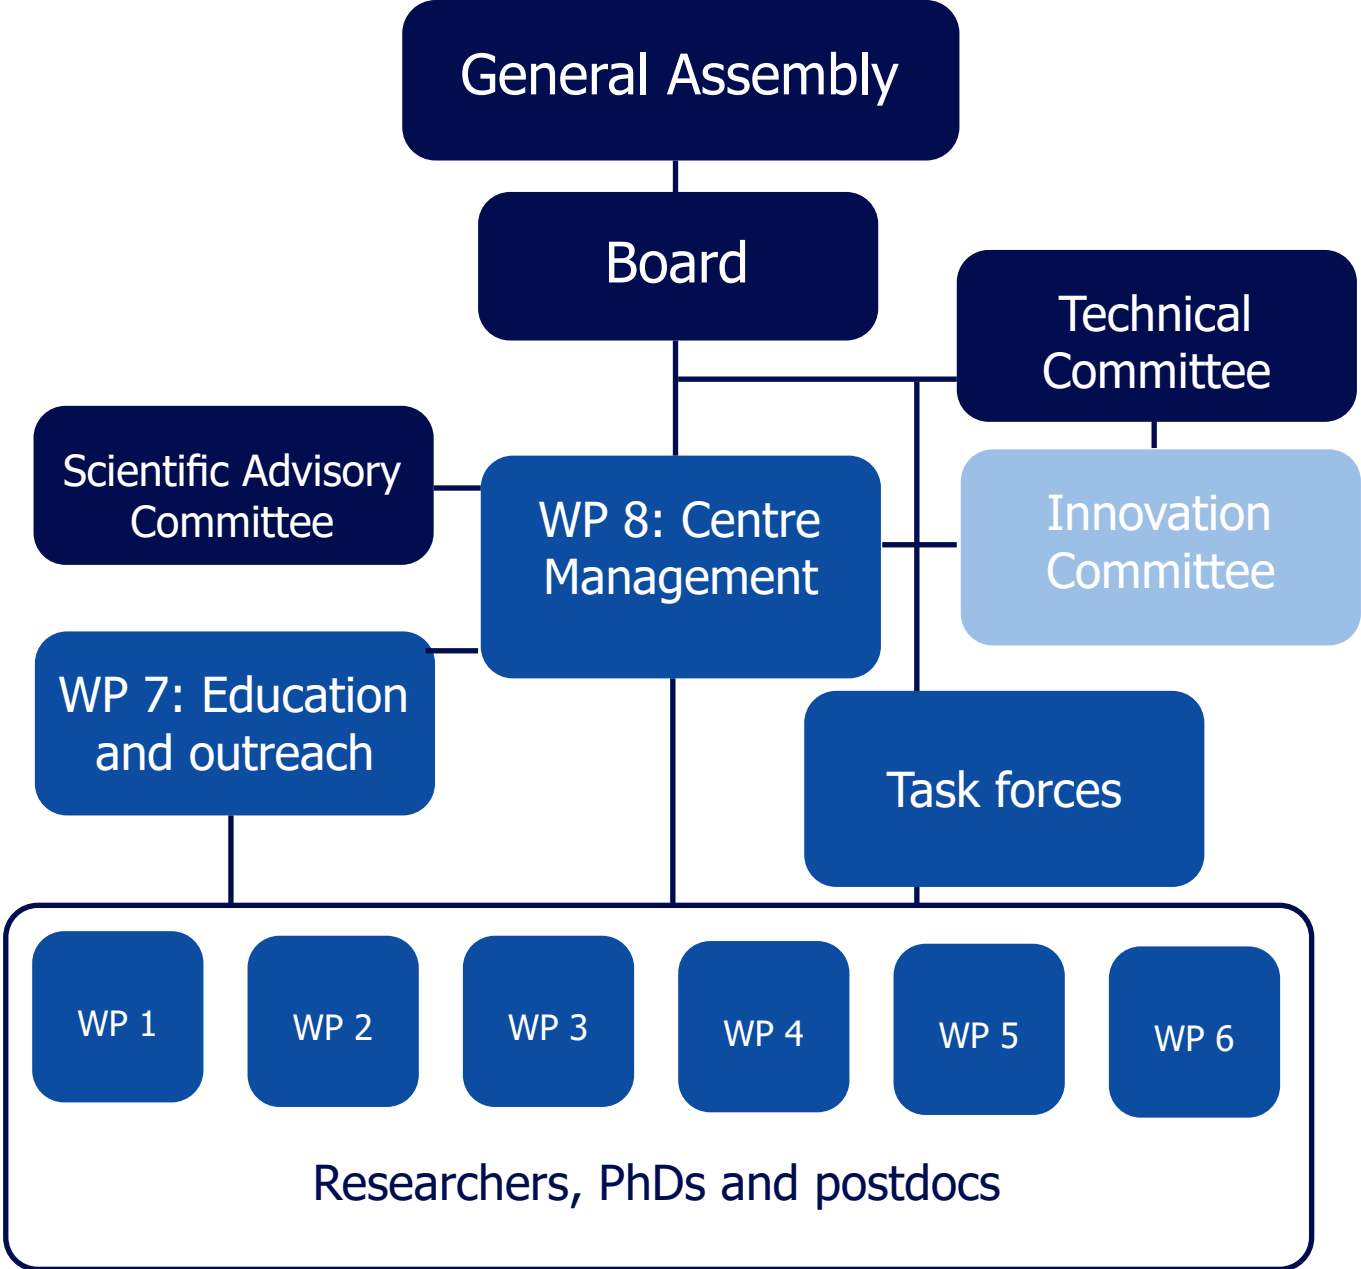 General Assembly
Board
Technical
Committee
Scientific Advisory
Committee
WP 8: Centre
Management
Innovation
Committee
WP 7: Education
and outreach
Task forces
WP 1
WP 2
WP 3
WP 4
WP 5
WP 6
Researchers, PhDs and postdocs